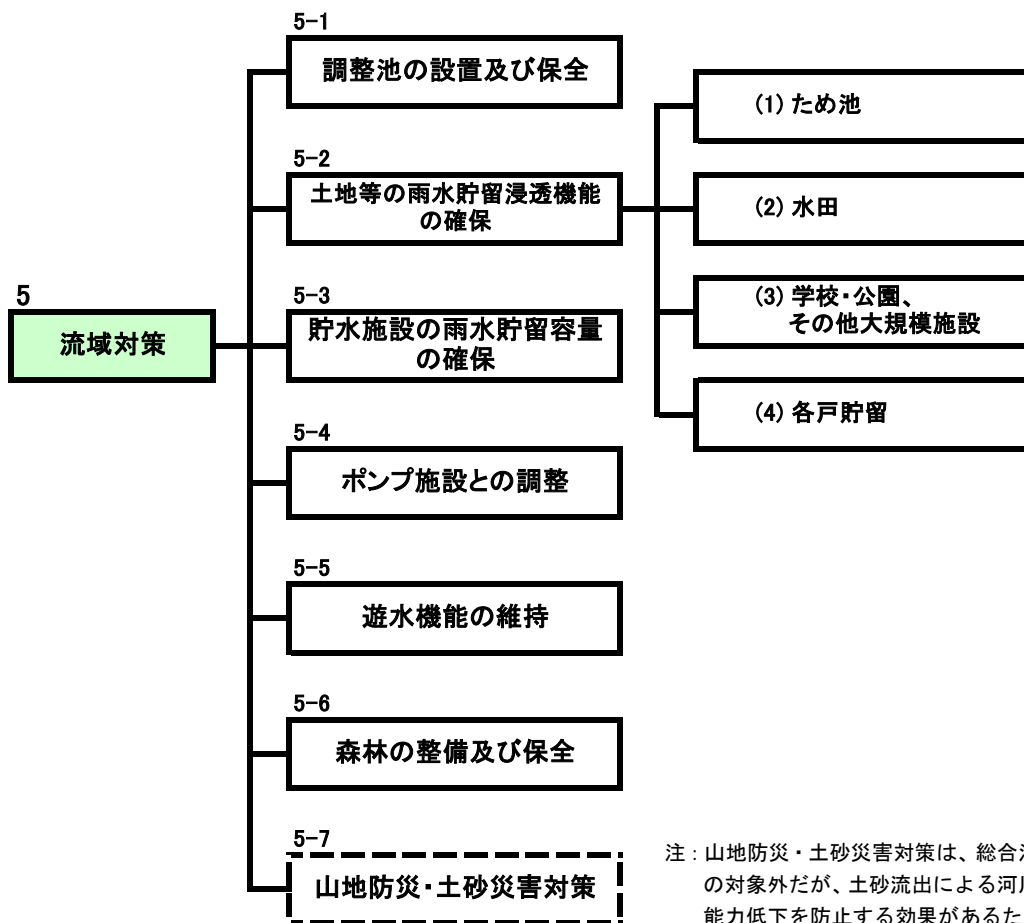 5
流域対策
5-1
調整池の設置及び保全
5-2
土地等の雨水貯留浸透機能
の確保
(1) ため池
(2) 水田
(3) 学校・公園、
その他大規模施設
(4) 各戸貯留
5-3
貯水施設の雨水貯留容量
の確保
5-4
ポンプ施設との調整
5-5
遊水機能の維持
5-6
森林の整備及び保全
5-7
山地防災・土砂災害対策
注：山地防災・土砂災害対策は、総合
の対象外だが、土砂流出による河
能力低下を防止する効果があるた